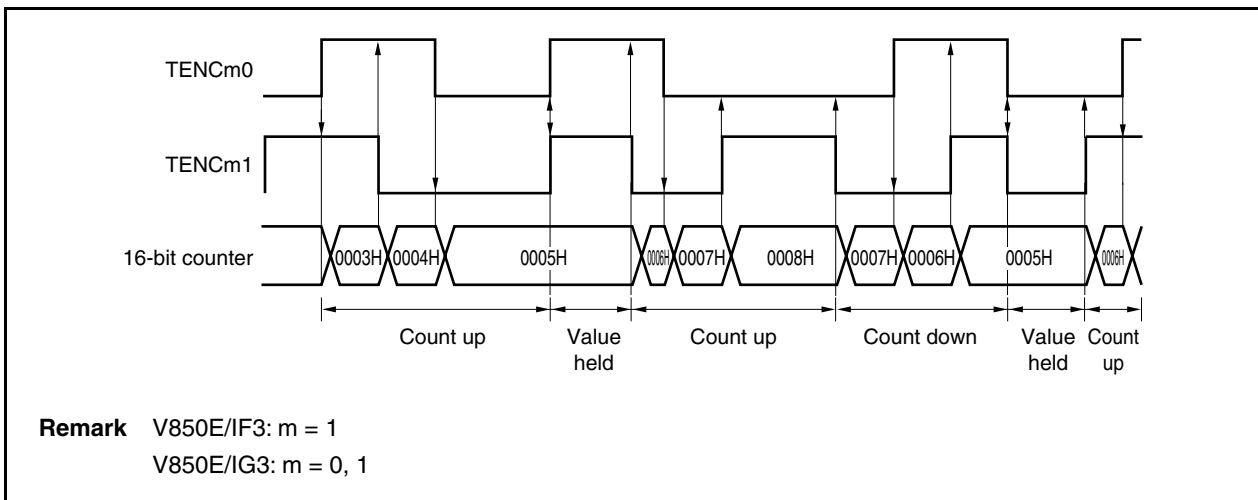 TENCm0
TENCm1
16-bit counter
0003H 0004H 0005H 0006H 0007H 0008H 0007H 0006H 0005H 0006H
Count up
Value held
Count up
Count down
Value held
Count up
Remark V850E/IF3: m = 1
V850E/IG3: m = 0, 1